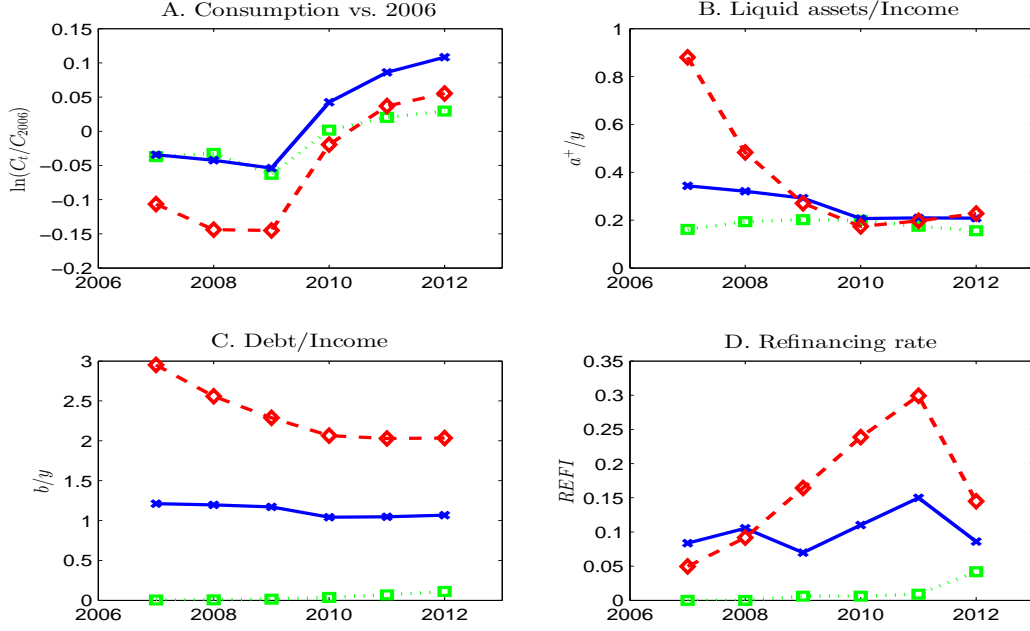 A. Consumption vs. 2006
0.15
0.1
0.05
0
−0.05
−0.1
−0.15
−0.2
2006 2008 2010 2012
ln(C_t/C_2006)
B. Liquid assets/Income
1
0.8
0.6
0.4
0.2
0
2006 2008 2010 2012
a^+/y
C. Debt/Income
3
2.5
2
1.5
1
0.5
0
2006 2008 2010 2012
b/y
D. Refinancing rate
0.35
0.3
0.25
0.2
0.15
0.1
0.05
0
2006 2008 2010 2012
REFI